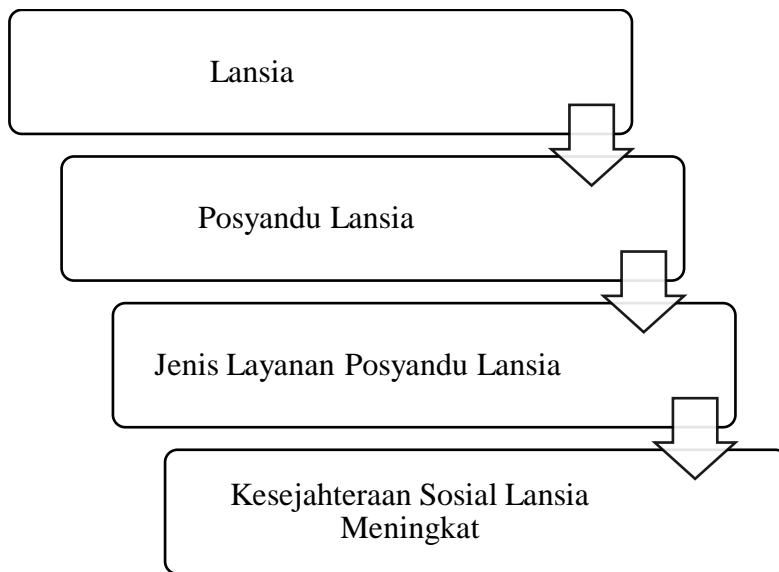 Lansia
Posyandu Lansia
Jenis Layanan Posyandu Lansia
Kesejahteraan Sosial Lansia
Meningkat